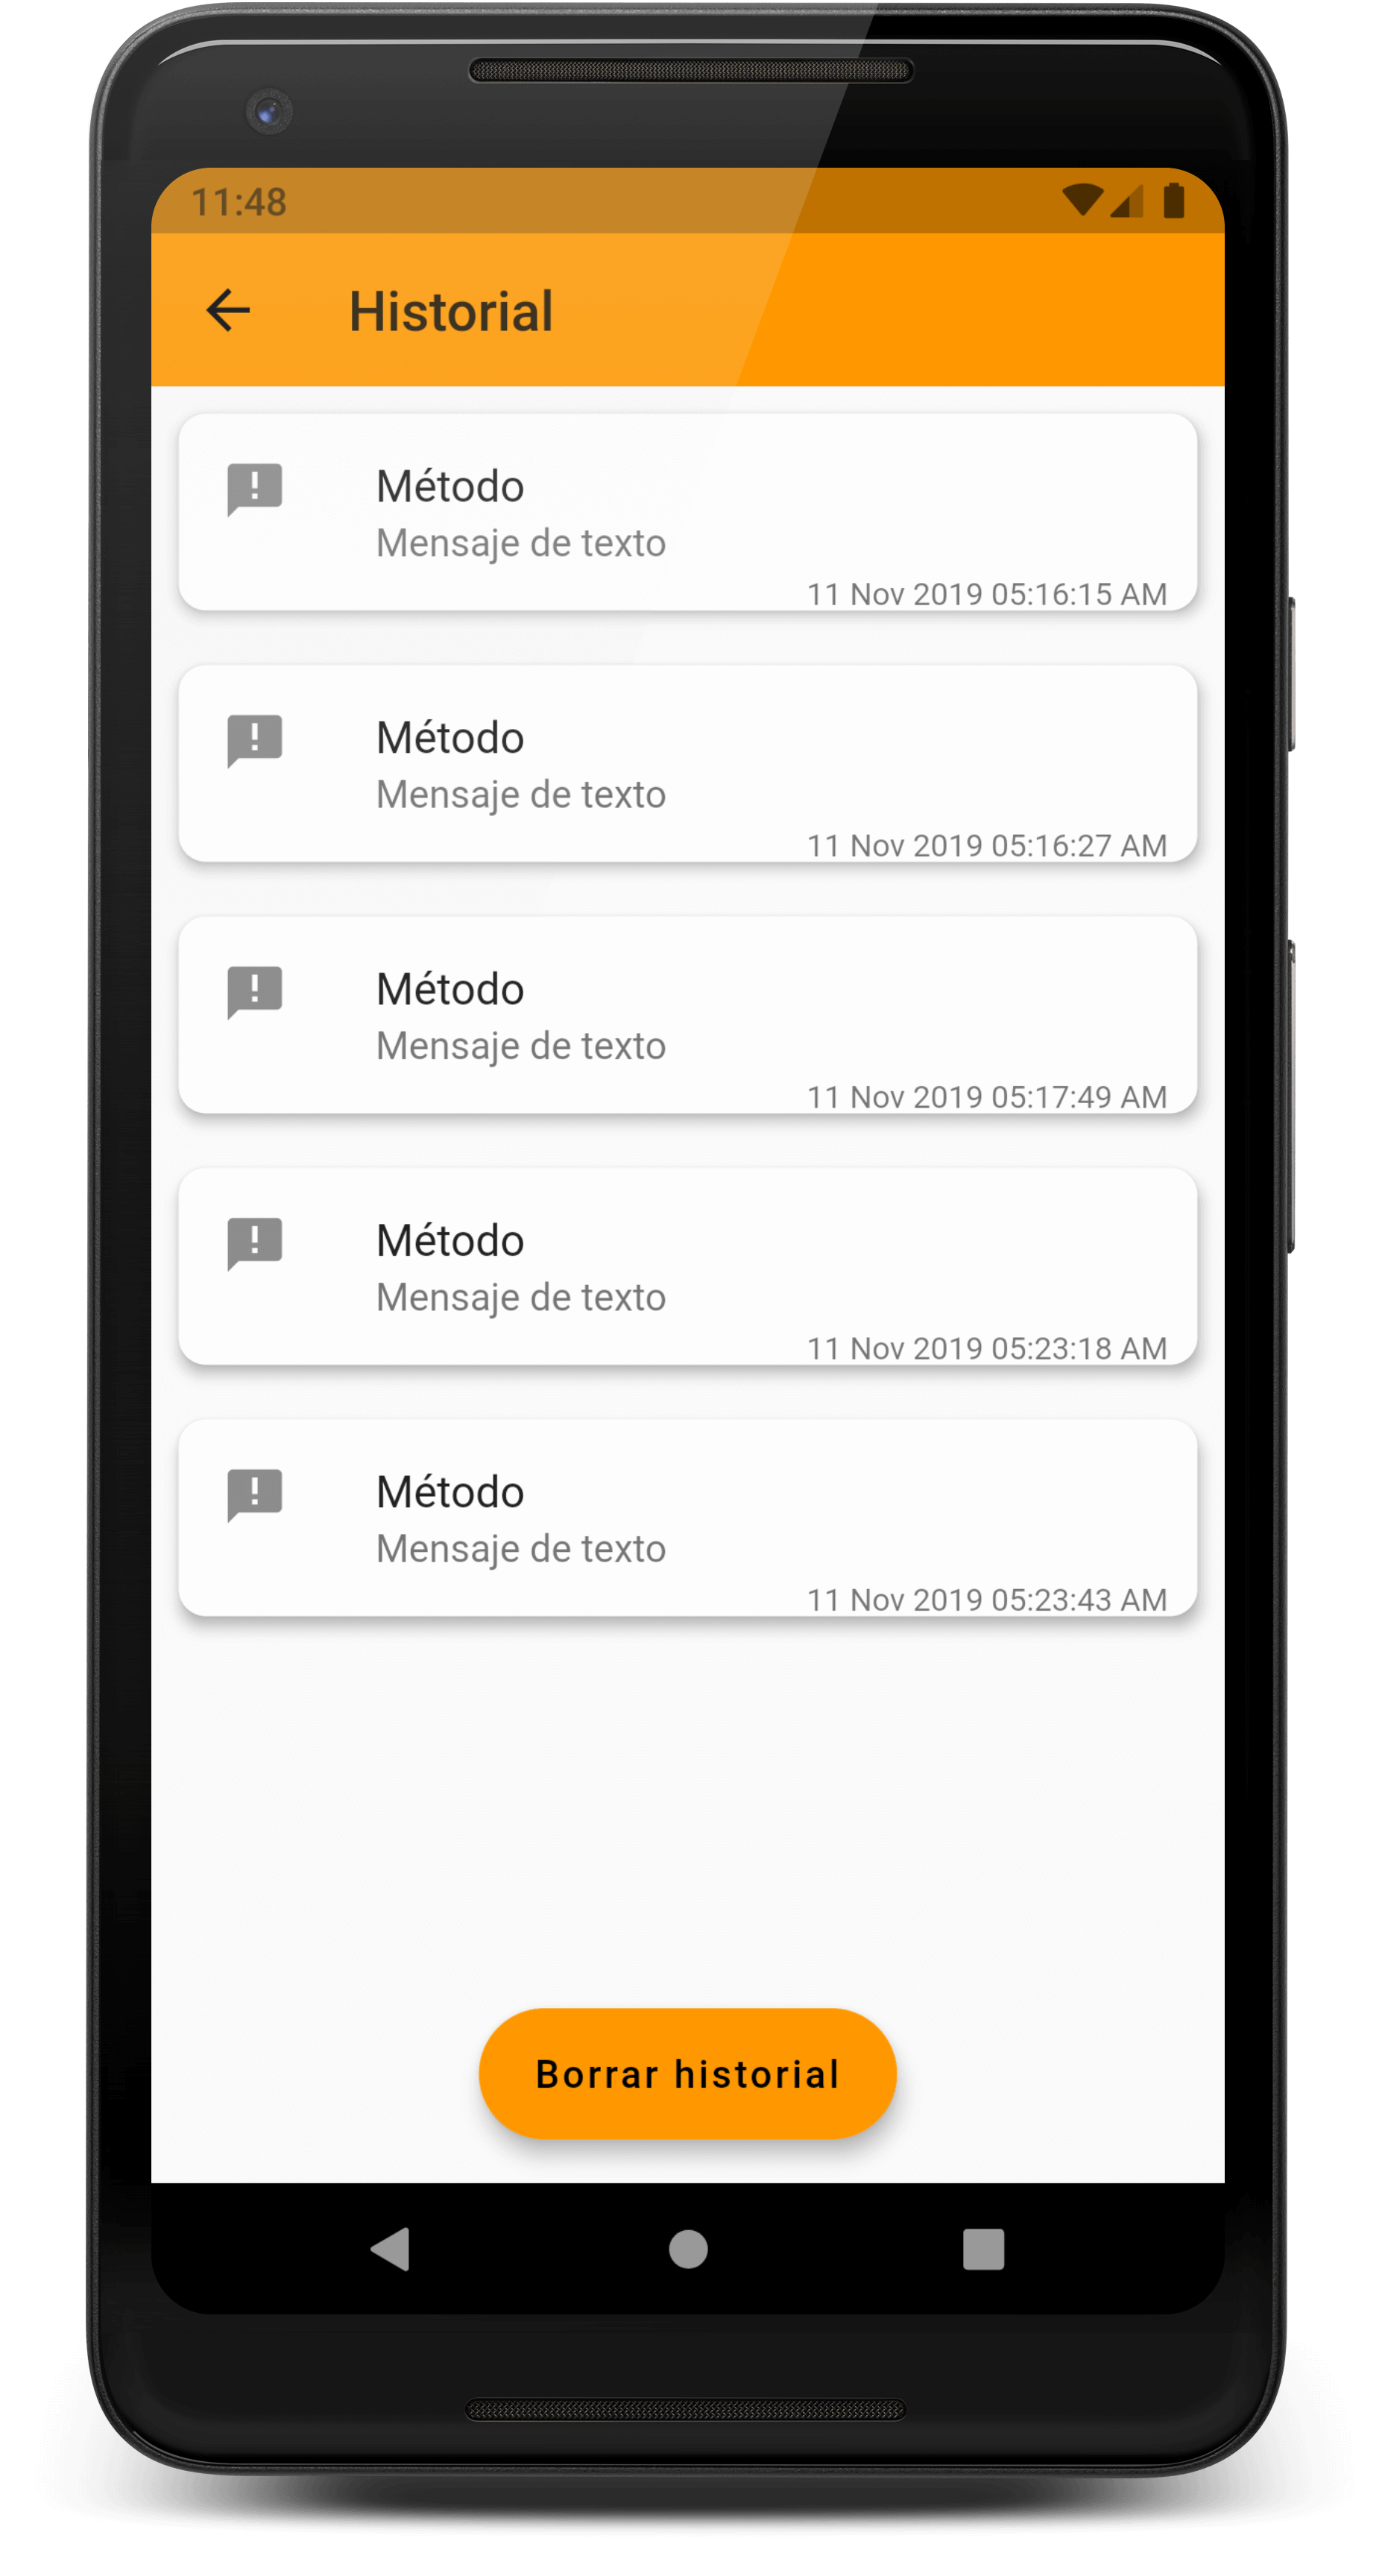 11:48
Historial
Método
Mensaje de texto
11 Nov 2019 05:16:15 AM
Método
Mensaje de texto
11 Nov 2019 05:16:27 AM
Método
Mensaje de texto
11 Nov 2019 05:17:49 AM
Método
Mensaje de texto
11 Nov 2019 05:23:18 AM
Método
Mensaje de texto
11 Nov 2019 05:23:43 AM
Borrar historial